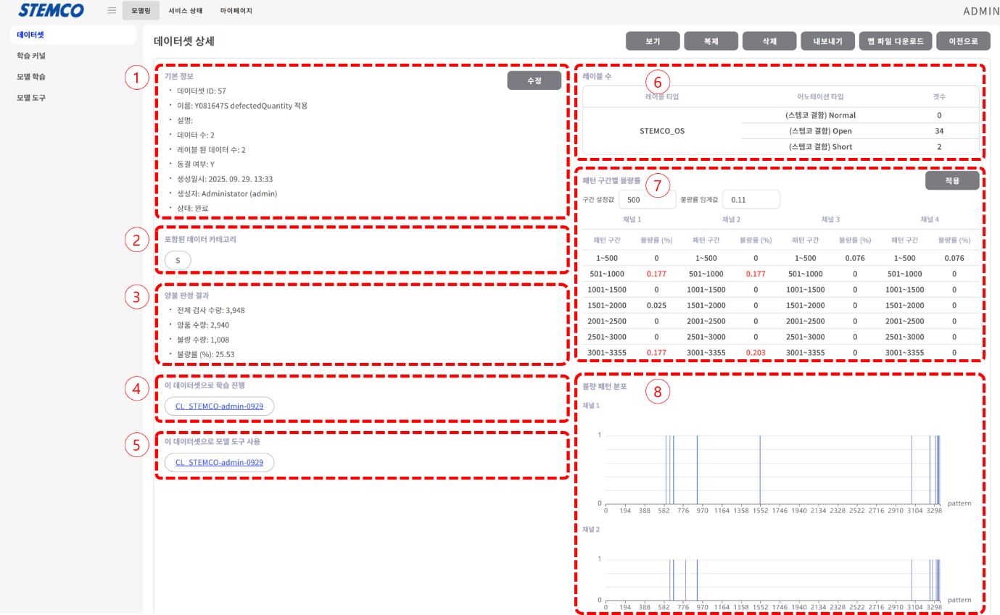 STEMCO
모델링 서비스 상태 마이페이지
ADMIN
데이터셋
학습 커널
모델 학습
모델 도구
데이터셋 상세
보기 복제 삭제 내보내기 맵 파일 다운로드 이전으로
1
기본 정보
수정
· 데이터셋 ID: 57
· 이름: Y081647S defectedQuantity 적용
· 설명:
· 데이터 수: 2
· 레이블 된 데이터 수: 2
· 동결 여부: Y
· 생성일시: 2025. 09. 29. 13:33
· 생성자: Administator (admin)
· 상태: 완료
2
포함된 데이터 카테고리
S
3
양불 판정 결과
· 전체 검사 수량: 3,948
· 양품 수량: 2,940
· 불량 수량: 1,008
· 불량률 (%): 25.53
4
이 데이터셋으로 학습 진행
CL_STEMCO-admin-0929
5
이 데이터셋으로 모델 도구 사용
CL_STEMCO-admin-0929
레이블 수
6
레이블 타입 어노테이션 타입 갯수
STEMCO_OS
(스템코 결함) Normal 0
(스템코 결함) Open 34
(스템코 결함) Short 2
패턴 구간별 불량률
7
적용
구간 설정값 500 불량률 임계값 0.11
채널 1 채널 2 채널 3 채널 4
패턴 구간 불량률 (%) 패턴 구간 불량률 (%) 패턴 구간 불량률 (%) 패턴 구간 불량률 (%)
1~500 0 1~500 0 1~500 0.076 1~500 0.076
501~1000 0.177 501~1000 0.177 501~1000 0 501~1000 0
1001~1500 0 1001~1500 0 1001~1500 0 1001~1500 0
1501~2000 0.025 1501~2000 0 1501~2000 0 1501~2000 0
2001~2500 0 2001~2500 0 2001~2500 0 2001~2500 0
2501~3000 0 2501~3000 0 2501~3000 0 2501~3000 0
3001~3355 0.177 3001~3355 0.203 3001~3355 0 3001~3355 0
불량 패턴 분포
8
채널 1
1
0
pattern
0 194 388 582 776 970 1164 1358 1552 1746 1940 2134 2328 2522 2716 2910 3104 3298
채널 2
1
0
pattern
0 194 388 582 776 970 1164 1358 1552 1746 1940 2134 2328 2522 2716 2910 3104 3298